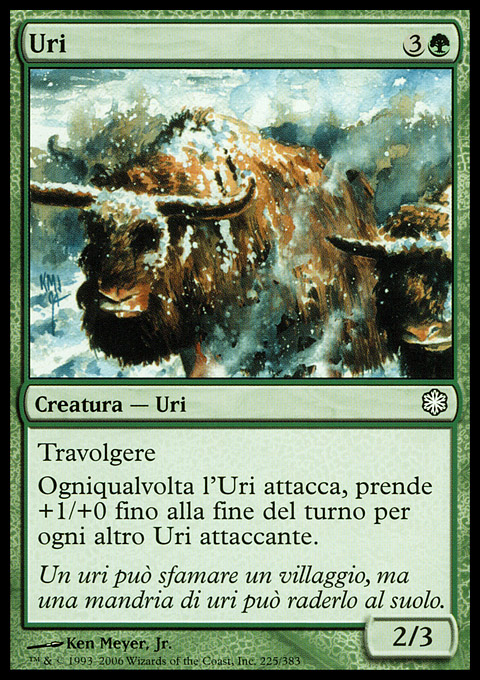 Uri
3
Creatura — Uri
Travolgere
Ogniqualvolta l'Uri attacca, prende
+1/+0 fino alla fine del turno per
ogni altro Uri attaccante.
Un uri può sfamare un villaggio, ma
una mandria di uri può raderlo al suolo.
Ken Meyer, Jr.
2/3
™ & © 1993–2006 Wizards of the Coast, Inc. 225/383